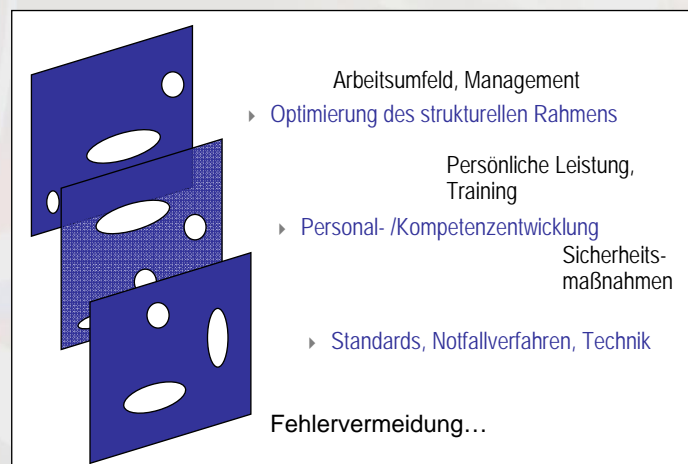 Arbeitsumfeld, Management
Optimierung des strukturellen Rahmens
Persönliche Leistung,
Training
Personal- /Kompetenzentwicklung
Sicherheits-
maßnahmen
Standards, Notfallverfahren, Technik
Fehlervermeidung…